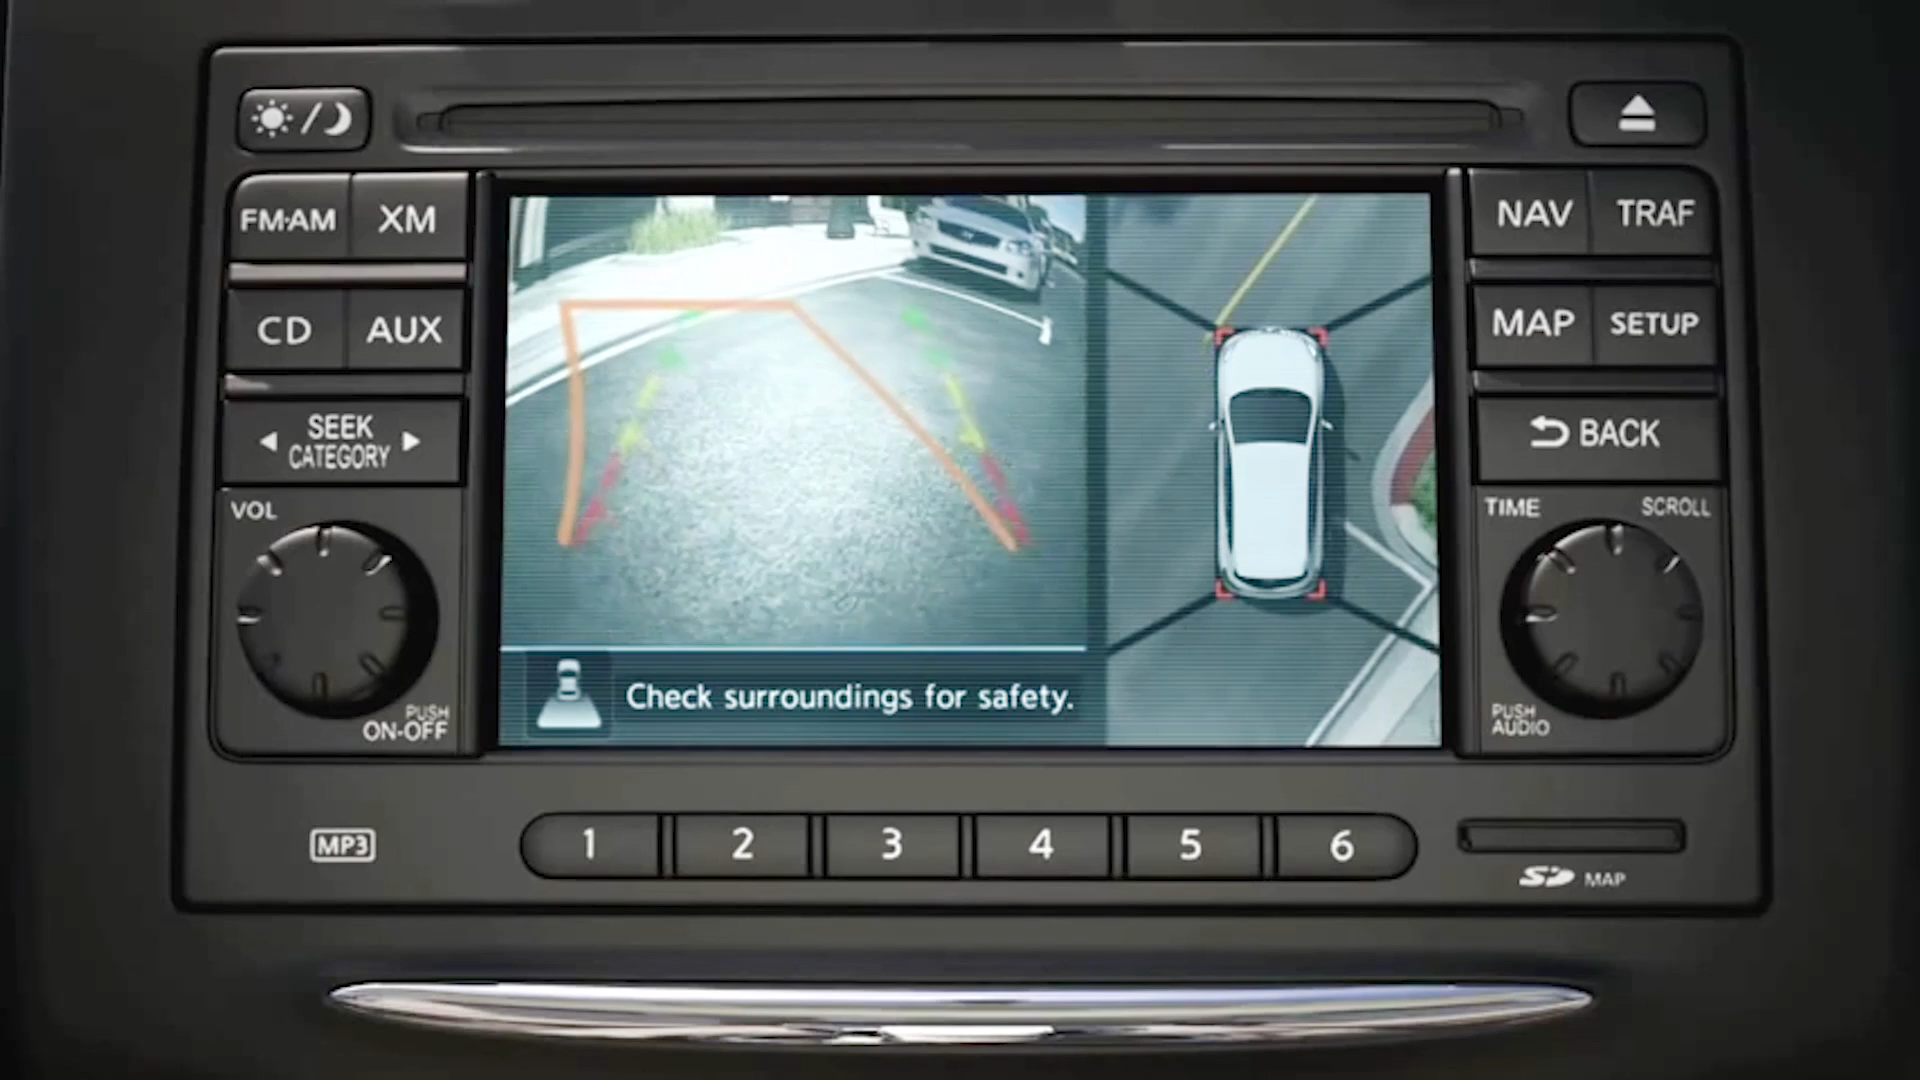 FM·AM XM
CD AUX
SEEK
CATEGORY
VOL
PUSH
ON-OFF
Check surroundings for safety.
NAV TRAF
MAP SETUP
BACK
TIME SCROLL
PUSH
AUDIO
MP3
1 2 3 4 5 6
SD MAP